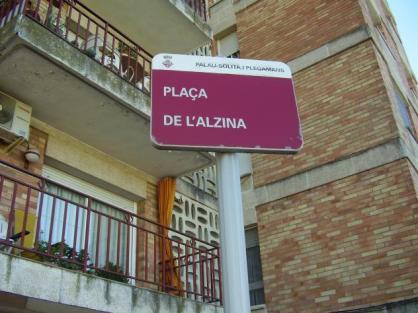 PALAU-SOLITÀ I PLEGAMANS
PLAÇA
DE L'ALZINA